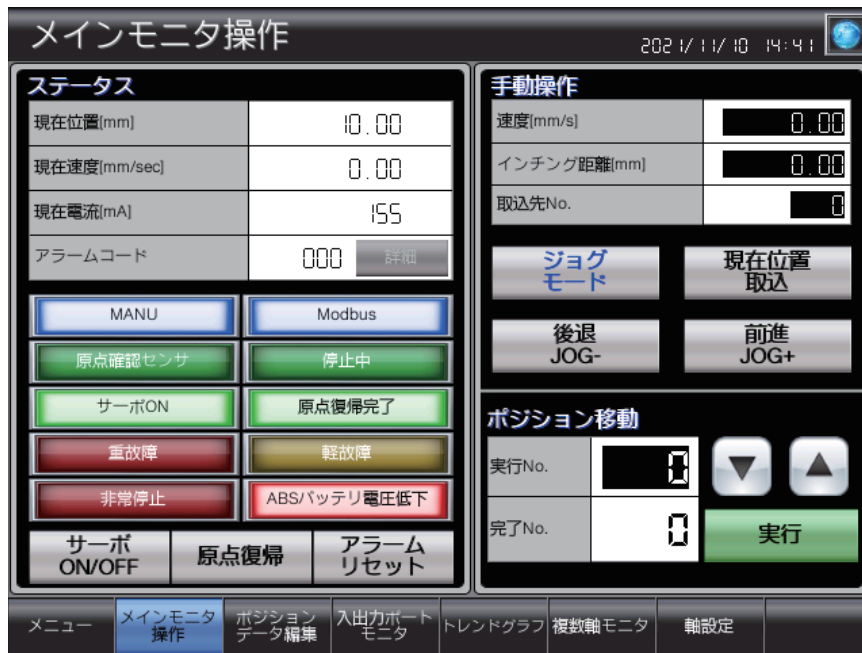 メインモニタ操作
2021/11/10 14:41
ステータス
現在位置[mm] 10.00
現在速度[mm/sec] 0.00
現在電流[mA] 155
アラームコード 000 詳細
MANU Modbus
原点確認センサ 停止中
サーボON 原点復帰完了
重故障 軽故障
非常停止 ABSバッテリ電圧低下
サーボ
ON/OFF
原点復帰
アラーム
リセット
手動操作
速度[mm/s] 0.00
インチング距離[mm] 0.00
取込先No. 0
ジョグ
モード
現在位置
取込
後退
JOG-
前進
JOG+
ポジション移動
実行No. 0 ▼ ▲
完了No. 0 実行
メニュー
メインモニタ
操作
ポジション
データ編集
入出力ポート
モニタ
トレンドグラフ
複数軸モニタ
軸設定